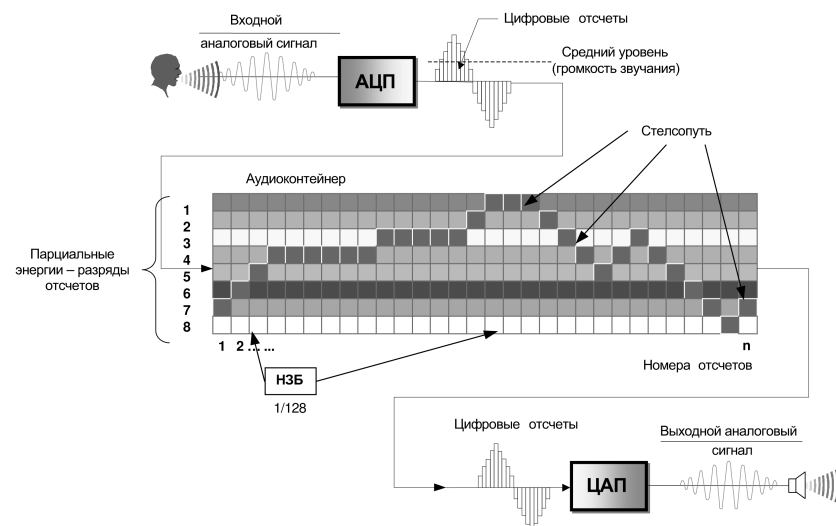 Входной
аналоговый сигнал
Цифровые отсчеты
Средний уровень
(громкость звучания)
АЦП
Стелсопуть
Аудиоконтейнер
Парциальные
энергии – разряды
отсчетов
1
2
3
4
5
6
7
8
1 2 ... ...
n
Номера отсчетов
НЗБ
1/128
Цифровые отсчеты
Выходной аналоговый
сигнал
ЦАП